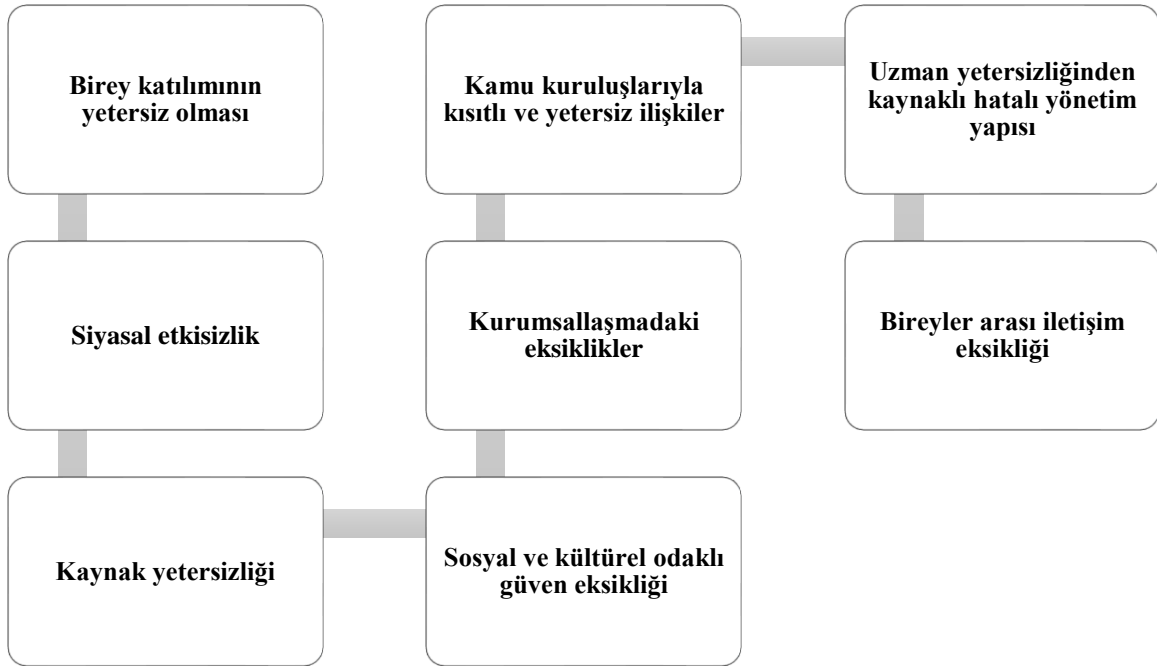 Birey katılımının
yetersiz olması
Siyasal etkisizlik
Kaynak yetersizliği
Sosyal ve kültürel odaklı
güven eksikliği
Kurumsallaşmadaki
eksiklikler
Kamu kuruluşlarıyla
kısıtlı ve yetersiz ilişkiler
Uzman yetersizliğinden
kaynaklı hatalı yönetim
yapısı
Bireyler arası iletişim
eksikliği